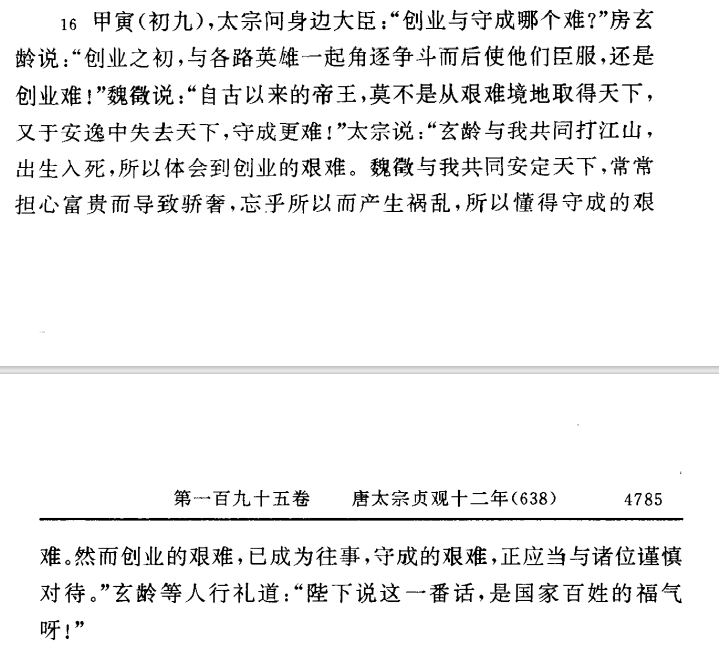 16 甲寅(初九),太宗问身边大臣:“创业与守成哪个难?”房玄
龄说:“创业之初,与各路英雄一起角逐争斗而后使他们臣服,还是
创业难!”魏徵说:“自古以来的帝王,莫不是从艰难境地取得天下,
又于安逸中失去天下,守成更难!”太宗说:“玄龄与我共同打江山,
出生入死,所以体会到创业的艰难。魏徵与我共同安定天下,常常
担心富贵而导致骄奢,忘乎所以而产生祸乱,所以懂得守成的艰
第一百九十五卷 唐太宗贞观十二年(638) 4785
难。然而创业的艰难,已成为往事,守成的艰难,正应当与诸位谨慎
对待。”玄龄等人行礼道:“陛下说这一番话,是国家百姓的福气
呀!”